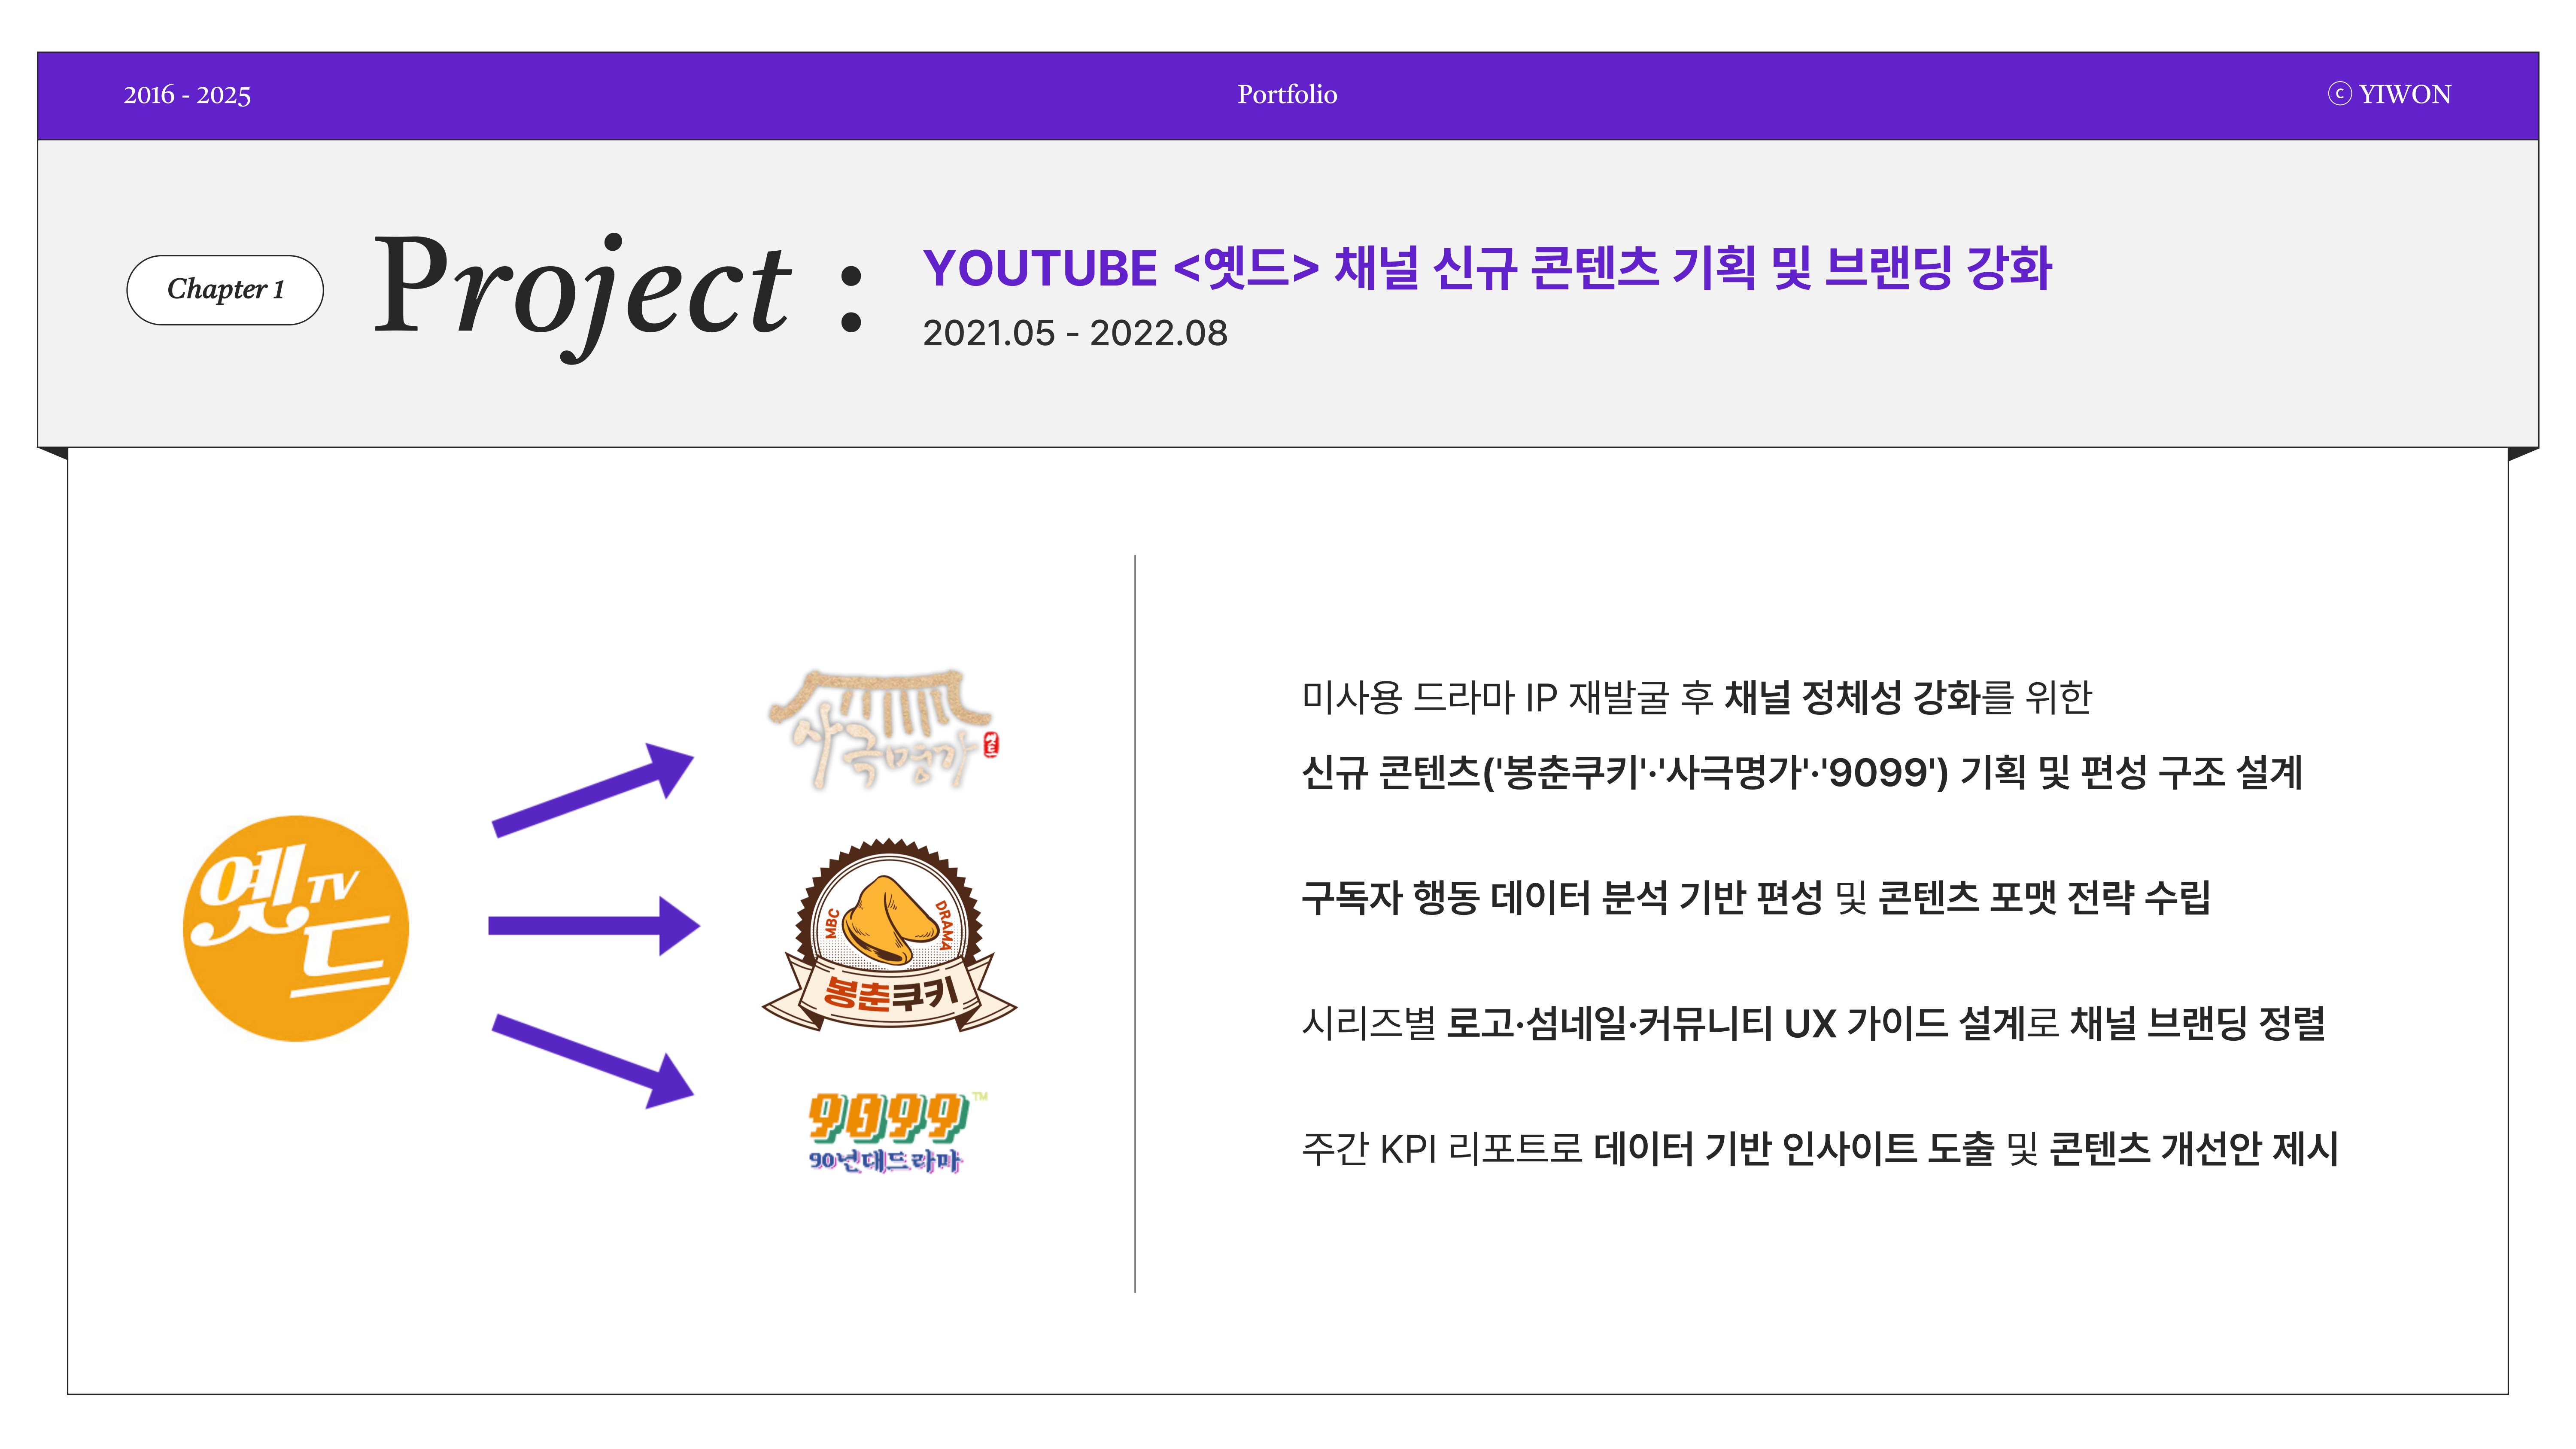 2016 - 2025
Portfolio
ⓒ YIWON
Chapter 1
Project :
YOUTUBE <옛드> 채널 신규 콘텐츠 기획 및 브랜딩 강화
2021.05 - 2022.08
옛드 TV
사극명가
옛드
MBC DRAMA
봉춘쿠키
9099 TM
90년대드라마
미사용 드라마 IP 재발굴 후 채널 정체성 강화를 위한
신규 콘텐츠('봉춘쿠키'·'사극명가'·'9099') 기획 및 편성 구조 설계
구독자 행동 데이터 분석 기반 편성 및 콘텐츠 포맷 전략 수립
시리즈별 로고·섬네일·커뮤니티 UX 가이드 설계로 채널 브랜딩 정렬
주간 KPI 리포트로 데이터 기반 인사이트 도출 및 콘텐츠 개선안 제시